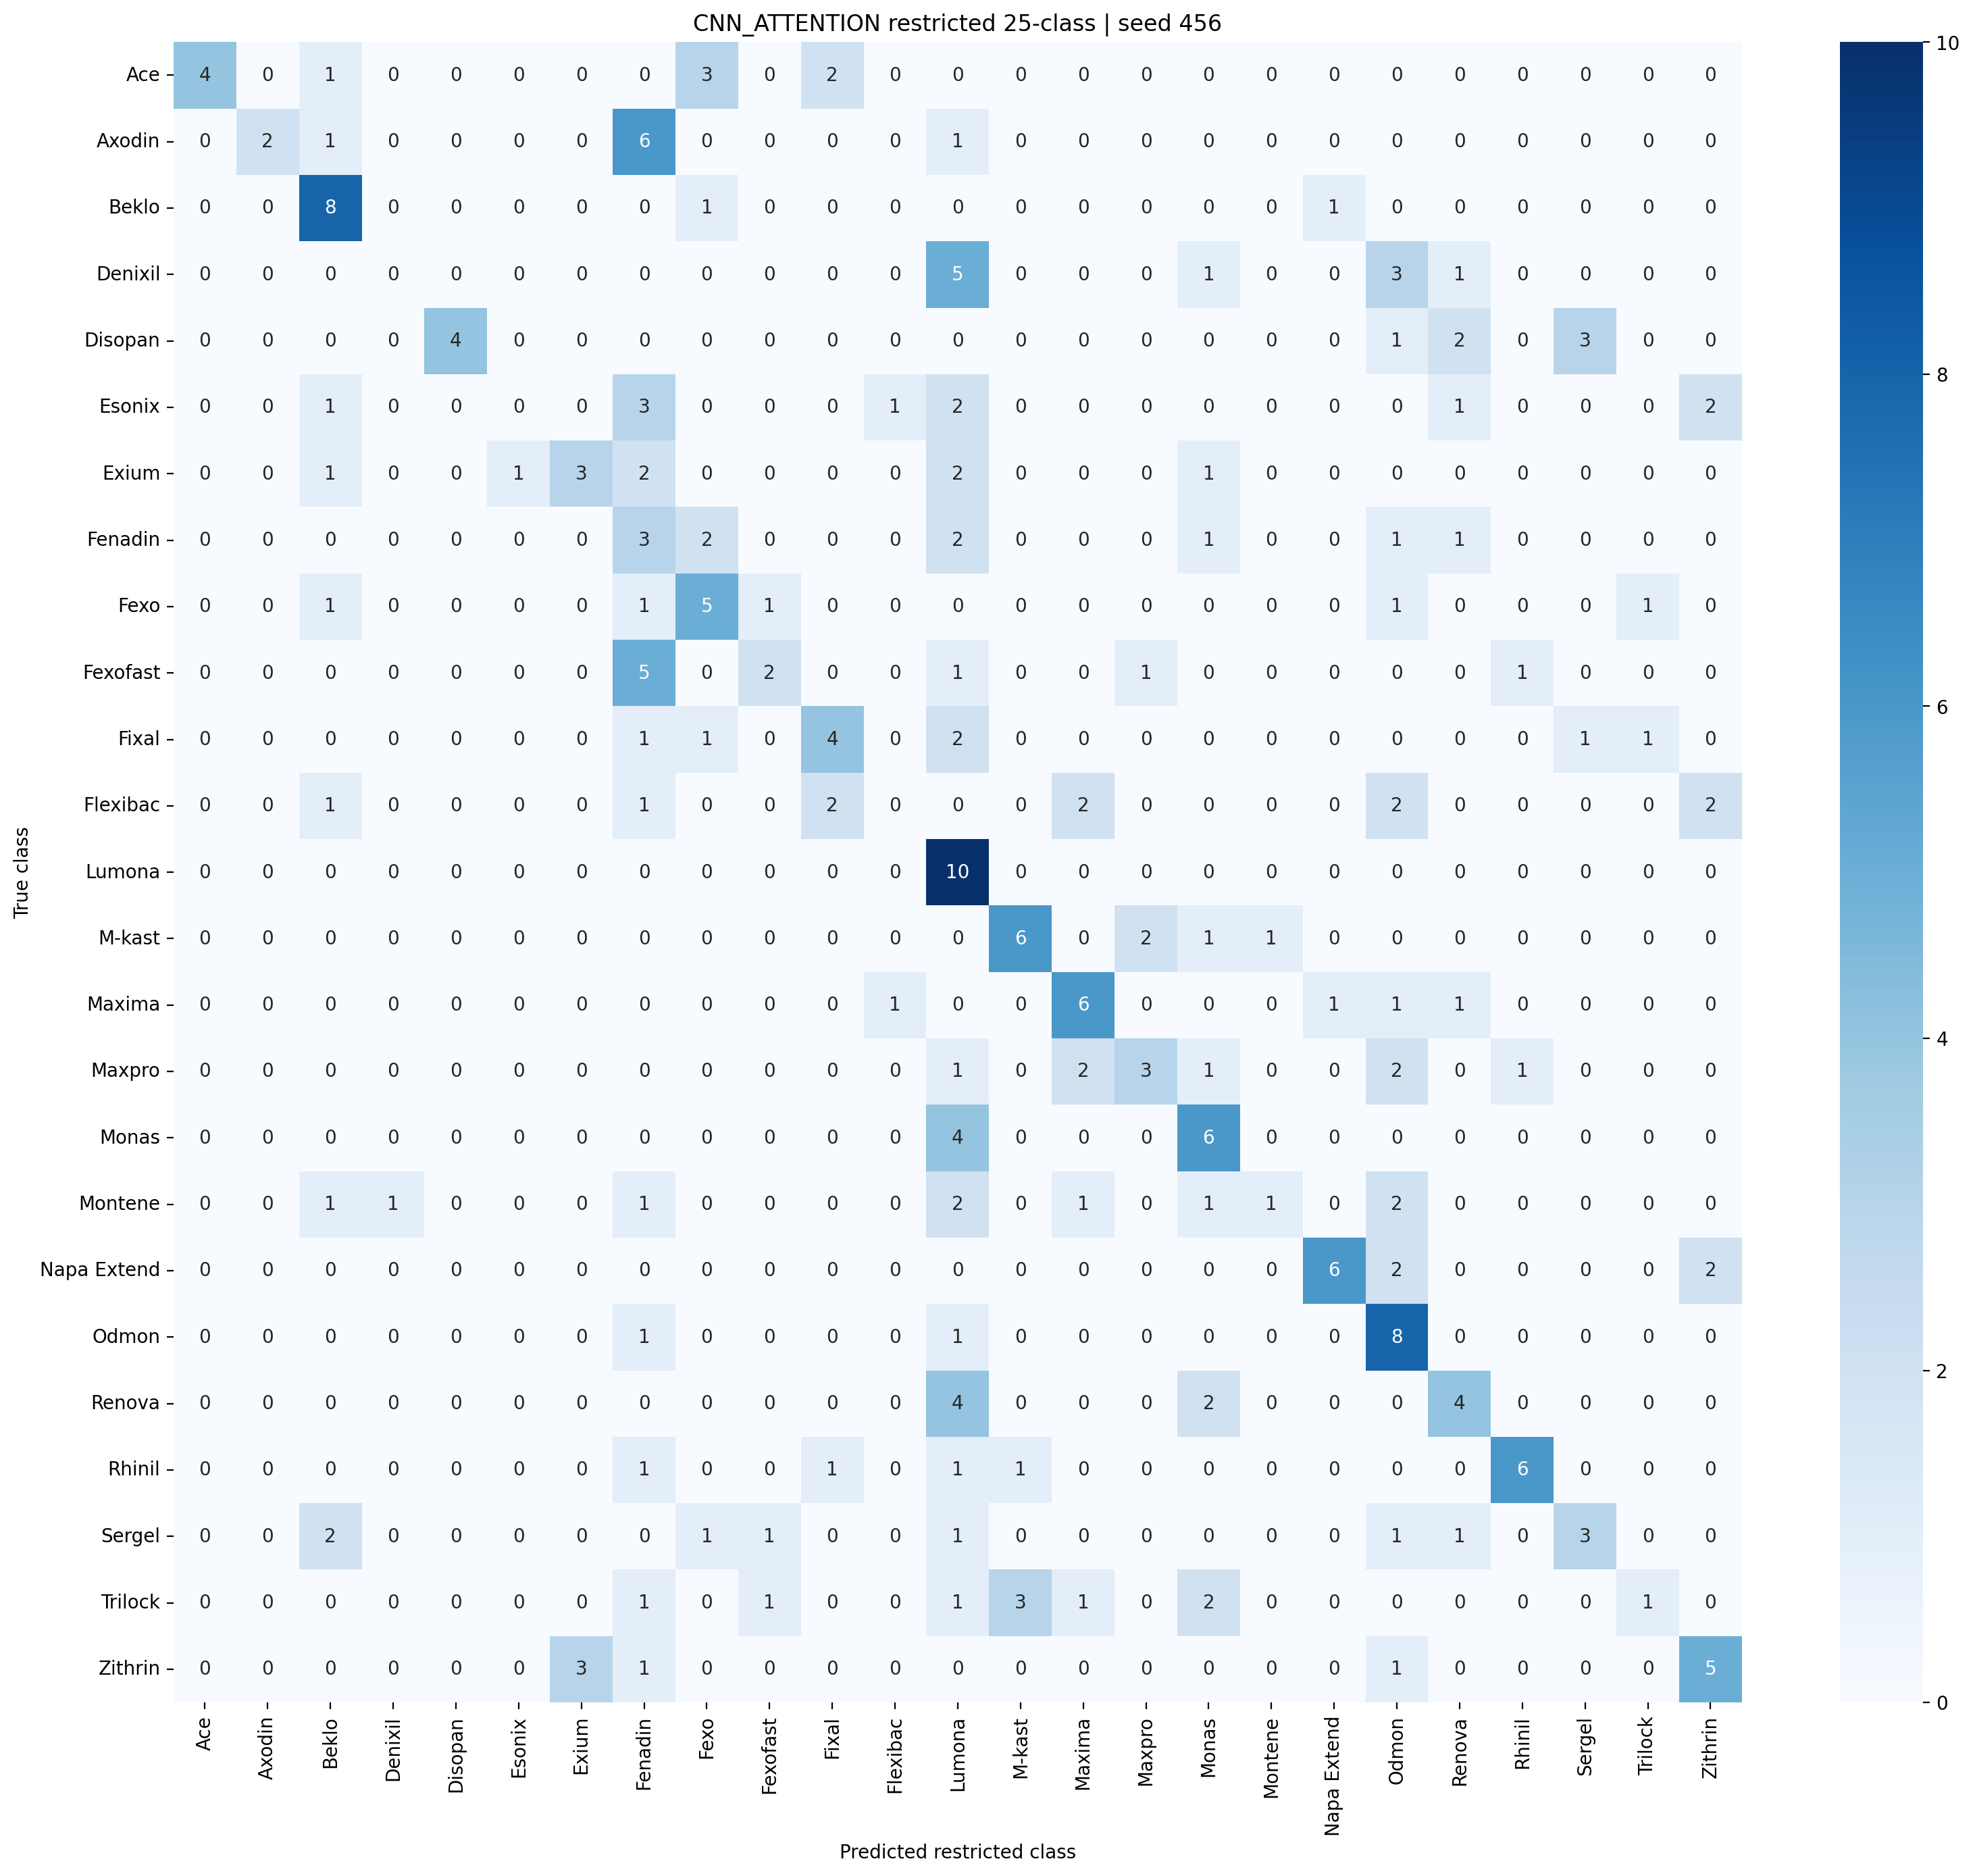 CNN_ATTENTION restricted 25-class | seed 456
Ace 4 0 1 0 0 0 0 0 3 0 2 0 0 0 0 0 0 0 0 0 0 0 0 0 0
Axodin 0 2 1 0 0 0 0 6 0 0 0 0 1 0 0 0 0 0 0 0 0 0 0 0 0
Beklo 0 0 8 0 0 0 0 0 1 0 0 0 0 0 0 0 0 0 1 0 0 0 0 0 0
Denixil 0 0 0 0 0 0 0 0 0 0 0 0 5 0 0 0 1 0 0 3 1 0 0 0 0
Disopan 0 0 0 0 4 0 0 0 0 0 0 0 0 0 0 0 0 0 0 1 2 0 3 0 0
Esonix 0 0 1 0 0 0 0 3 0 0 0 1 2 0 0 0 0 0 0 0 1 0 0 0 2
Exium 0 0 1 0 0 1 3 2 0 0 0 0 2 0 0 0 1 0 0 0 0 0 0 0 0
Fenadin 0 0 0 0 0 0 0 3 2 0 0 0 2 0 0 0 1 0 0 1 1 0 0 0 0
Fexo 0 0 1 0 0 0 0 1 5 1 0 0 0 0 0 0 0 0 0 1 0 0 0 1 0
Fexofast 0 0 0 0 0 0 0 5 0 2 0 0 1 0 0 1 0 0 0 0 0 1 0 0 0
Fixal 0 0 0 0 0 0 0 1 1 0 4 0 2 0 0 0 0 0 0 0 0 0 1 1 0
Flexibac 0 0 1 0 0 0 0 1 0 0 2 0 0 0 2 0 0 0 0 2 0 0 0 0 2
Lumona 0 0 0 0 0 0 0 0 0 0 0 0 10 0 0 0 0 0 0 0 0 0 0 0 0
M-kast 0 0 0 0 0 0 0 0 0 0 0 0 0 6 0 2 1 1 0 0 0 0 0 0 0
Maxima 0 0 0 0 0 0 0 0 0 0 0 1 0 0 6 0 0 0 1 1 1 0 0 0 0
Maxpro 0 0 0 0 0 0 0 0 0 0 0 0 1 0 2 3 1 0 0 2 0 1 0 0 0
Monas 0 0 0 0 0 0 0 0 0 0 0 0 4 0 0 0 6 0 0 0 0 0 0 0 0
Montene 0 0 1 1 0 0 0 1 0 0 0 0 2 0 1 0 1 1 0 2 0 0 0 0 0
Napa Extend 0 0 0 0 0 0 0 0 0 0 0 0 0 0 0 0 0 0 6 2 0 0 0 0 2
Odmon 0 0 0 0 0 0 0 1 0 0 0 0 1 0 0 0 0 0 0 8 0 0 0 0 0
Renova 0 0 0 0 0 0 0 0 0 0 0 0 4 0 0 0 2 0 0 0 4 0 0 0 0
Rhinil 0 0 0 0 0 0 0 1 0 0 1 0 1 1 0 0 0 0 0 0 0 6 0 0 0
Sergel 0 0 2 0 0 0 0 0 1 1 0 0 1 0 0 0 0 0 0 1 1 0 3 0 0
Trilock 0 0 0 0 0 0 0 1 0 1 0 0 1 3 1 0 2 0 0 0 0 0 0 1 0
Zithrin 0 0 0 0 0 0 3 1 0 0 0 0 0 0 0 0 0 0 0 1 0 0 0 0 5
Ace Axodin Beklo Denixil Disopan Esonix Exium Fenadin Fexo Fexofast Fixal Flexibac Lumona M-kast Maxima Maxpro Monas Montene Napa Extend Odmon Renova Rhinil Sergel Trilock Zithrin
Predicted restricted class
True class
10
8
6
4
2
0